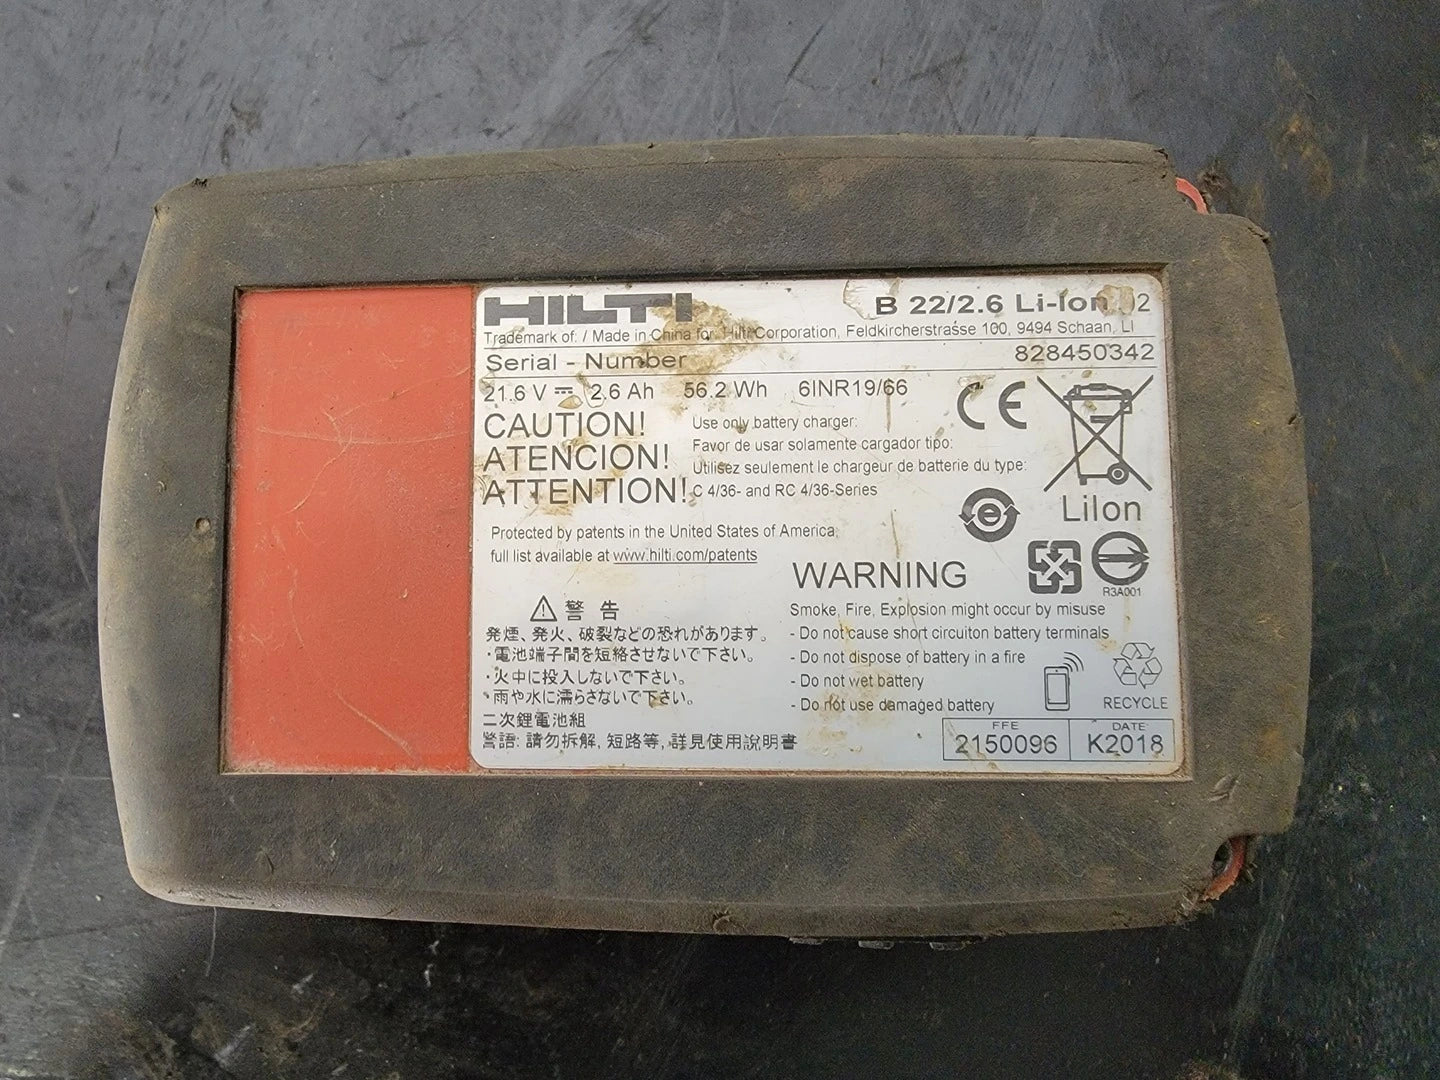 HILTI
B 22/2.6 Li-Ion 02
Trademark of: / Made in China for: Hilti Corporation, Feldkircherstrasse 100, 9494 Schaan, LI
Serial - Number 828450342
21.6 V 2.6 Ah 56.2 Wh 6INR19/66
CE
CAUTION!
ATENCION!
ATTENTION!
Use only battery charger:
Favor de usar solamente cargador tipo:
Utilisez seulement le chargeur de batterie du type:
C 4/36- and RC 4/36-Series
LiIon
Protected by patents in the United States of America,
full list available at www.hilti.com/patents
R3A001
WARNING
Smoke, Fire, Explosion might occur by misuse
- Do not cause short circuiton battery terminals
- Do not dispose of battery in a fire
- Do not wet battery
- Do not use damaged battery
警 告
発煙、発火、破裂などの恐れがあります。
・電池端子間を短絡させないで下さい。
・火中に投入しないで下さい。
・雨や水に濡らさないで下さい。
二次鋰電池組
警語: 請勿拆解, 短路等, 詳見使用說明書
RECYCLE
FFE
2150096
DATE:
K2018